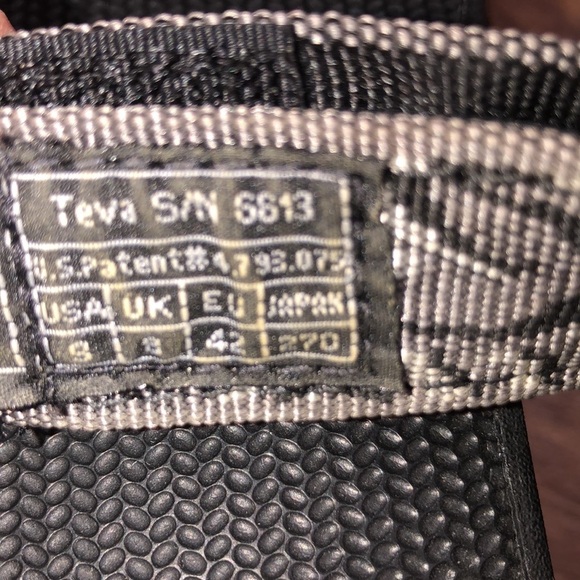 Teva S/N 6613
U.S.Patent# 4,793,075
USA UK EU JAPAN
8 42 270